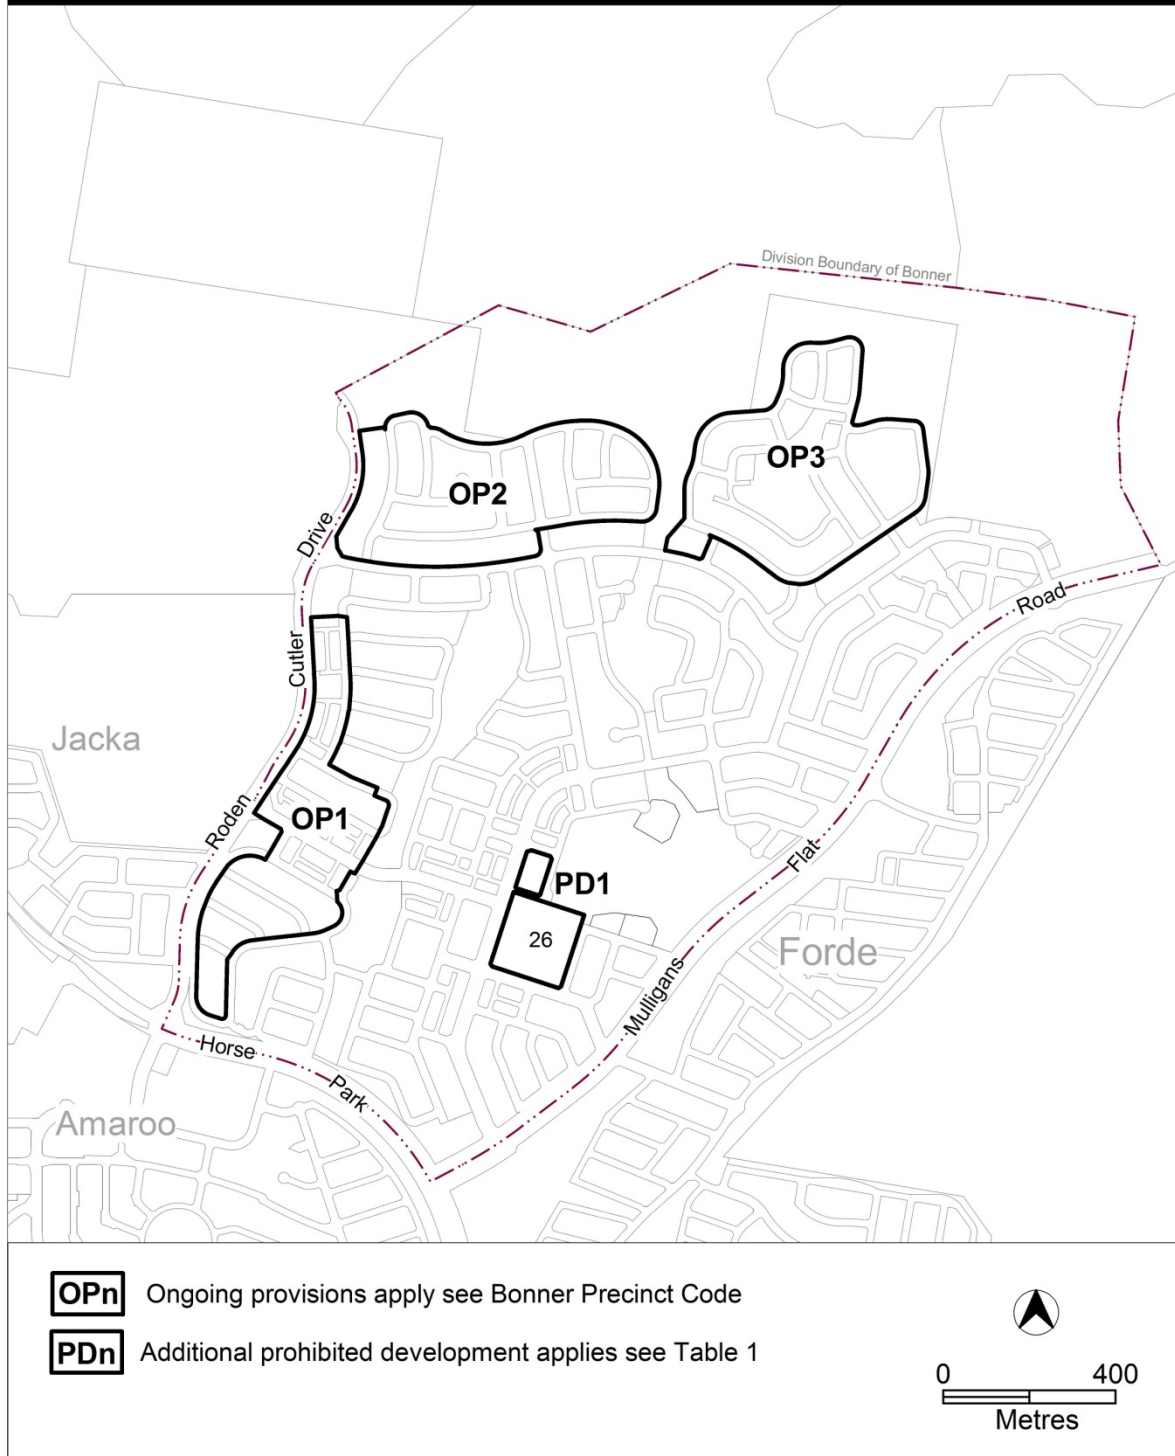 Division Boundary of Bonner
OP3
OP2
Drive
Road
Cutler
Jacka
Roden
OP1
Flat
PD1
26
Forde
Mulligans
Horse
Park
Amaroo
OPn Ongoing provisions apply see Bonner Precinct Code
PDn Additional prohibited development applies see Table 1
0 400
Metres